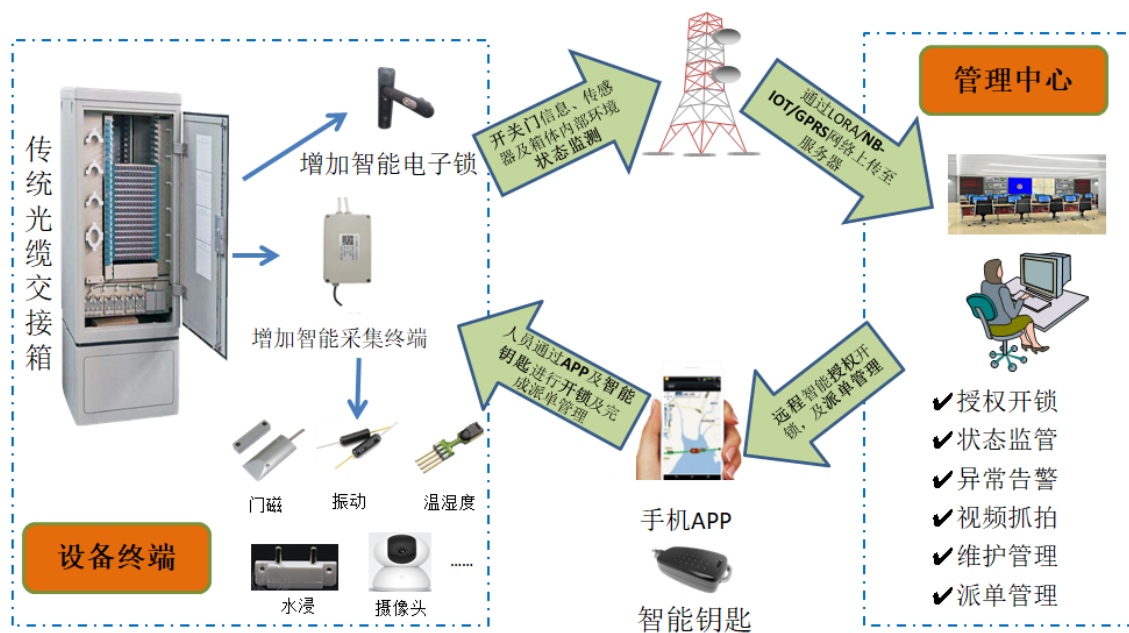 传统光缆交接箱
增加智能电子锁
增加智能采集终端
门磁
振动
温湿度
水浸
摄像头
……
设备终端
开关门信息、传感
器及箱体内部环境
状态监测
通过LORA/NB-
IOT/GPRS网络上传至
服务器
管理中心
远程智能授权开
锁，及派单管理
人员通过APP及智能
钥匙进行开锁及完
成派单管理
手机APP
智能钥匙
✔授权开锁
✔状态监管
✔异常告警
✔视频抓拍
✔维护管理
✔派单管理